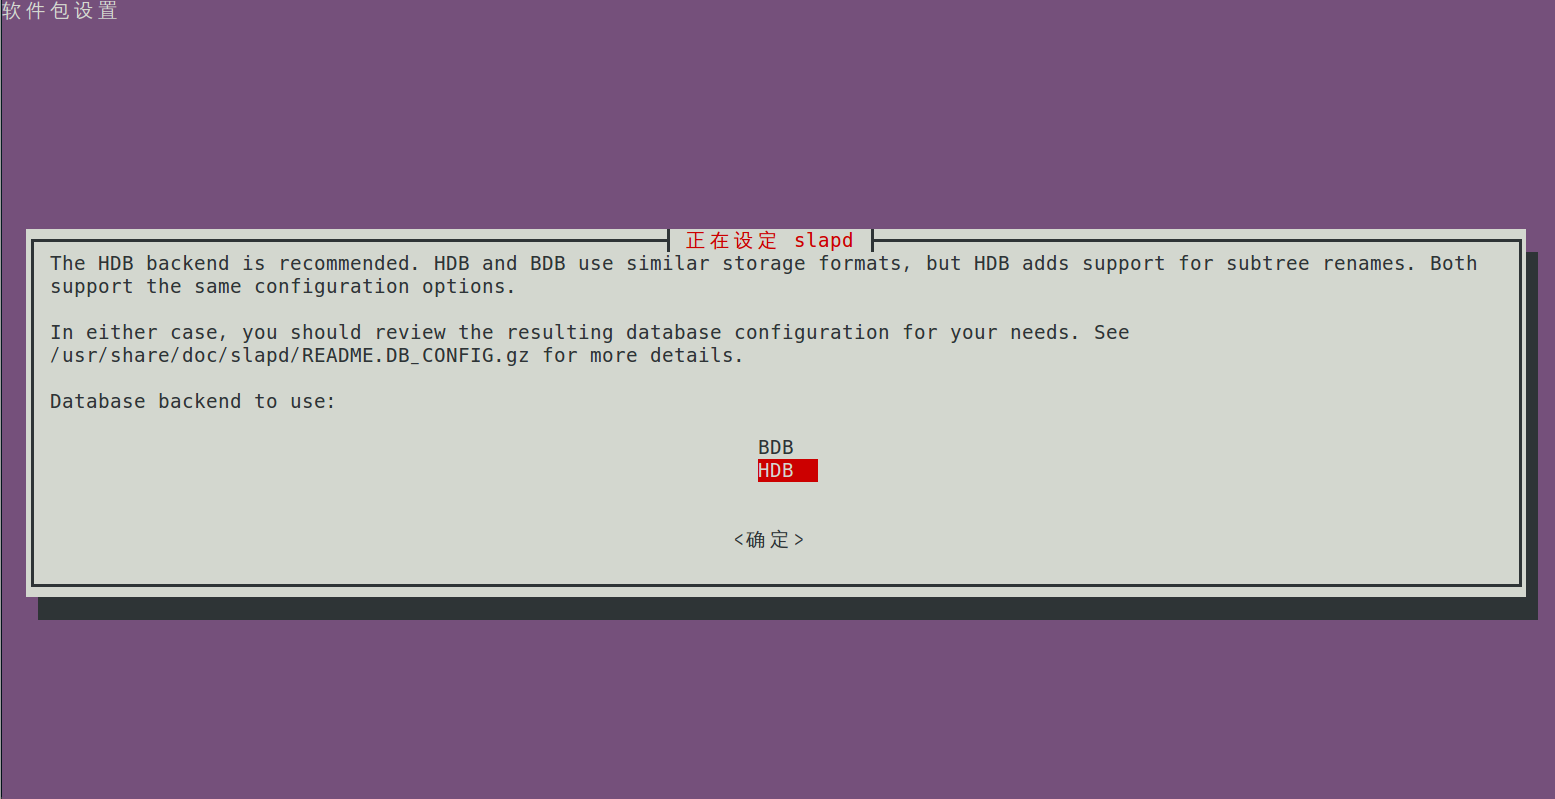 软件包设置
正在设定 slapd
The HDB backend is recommended. HDB and BDB use similar storage formats, but HDB adds support for subtree renames. Both
support the same configuration options.
In either case, you should review the resulting database configuration for your needs. See
/usr/share/doc/slapd/README.DB_CONFIG.gz for more details.
Database backend to use:
BDB
HDB
<确定>